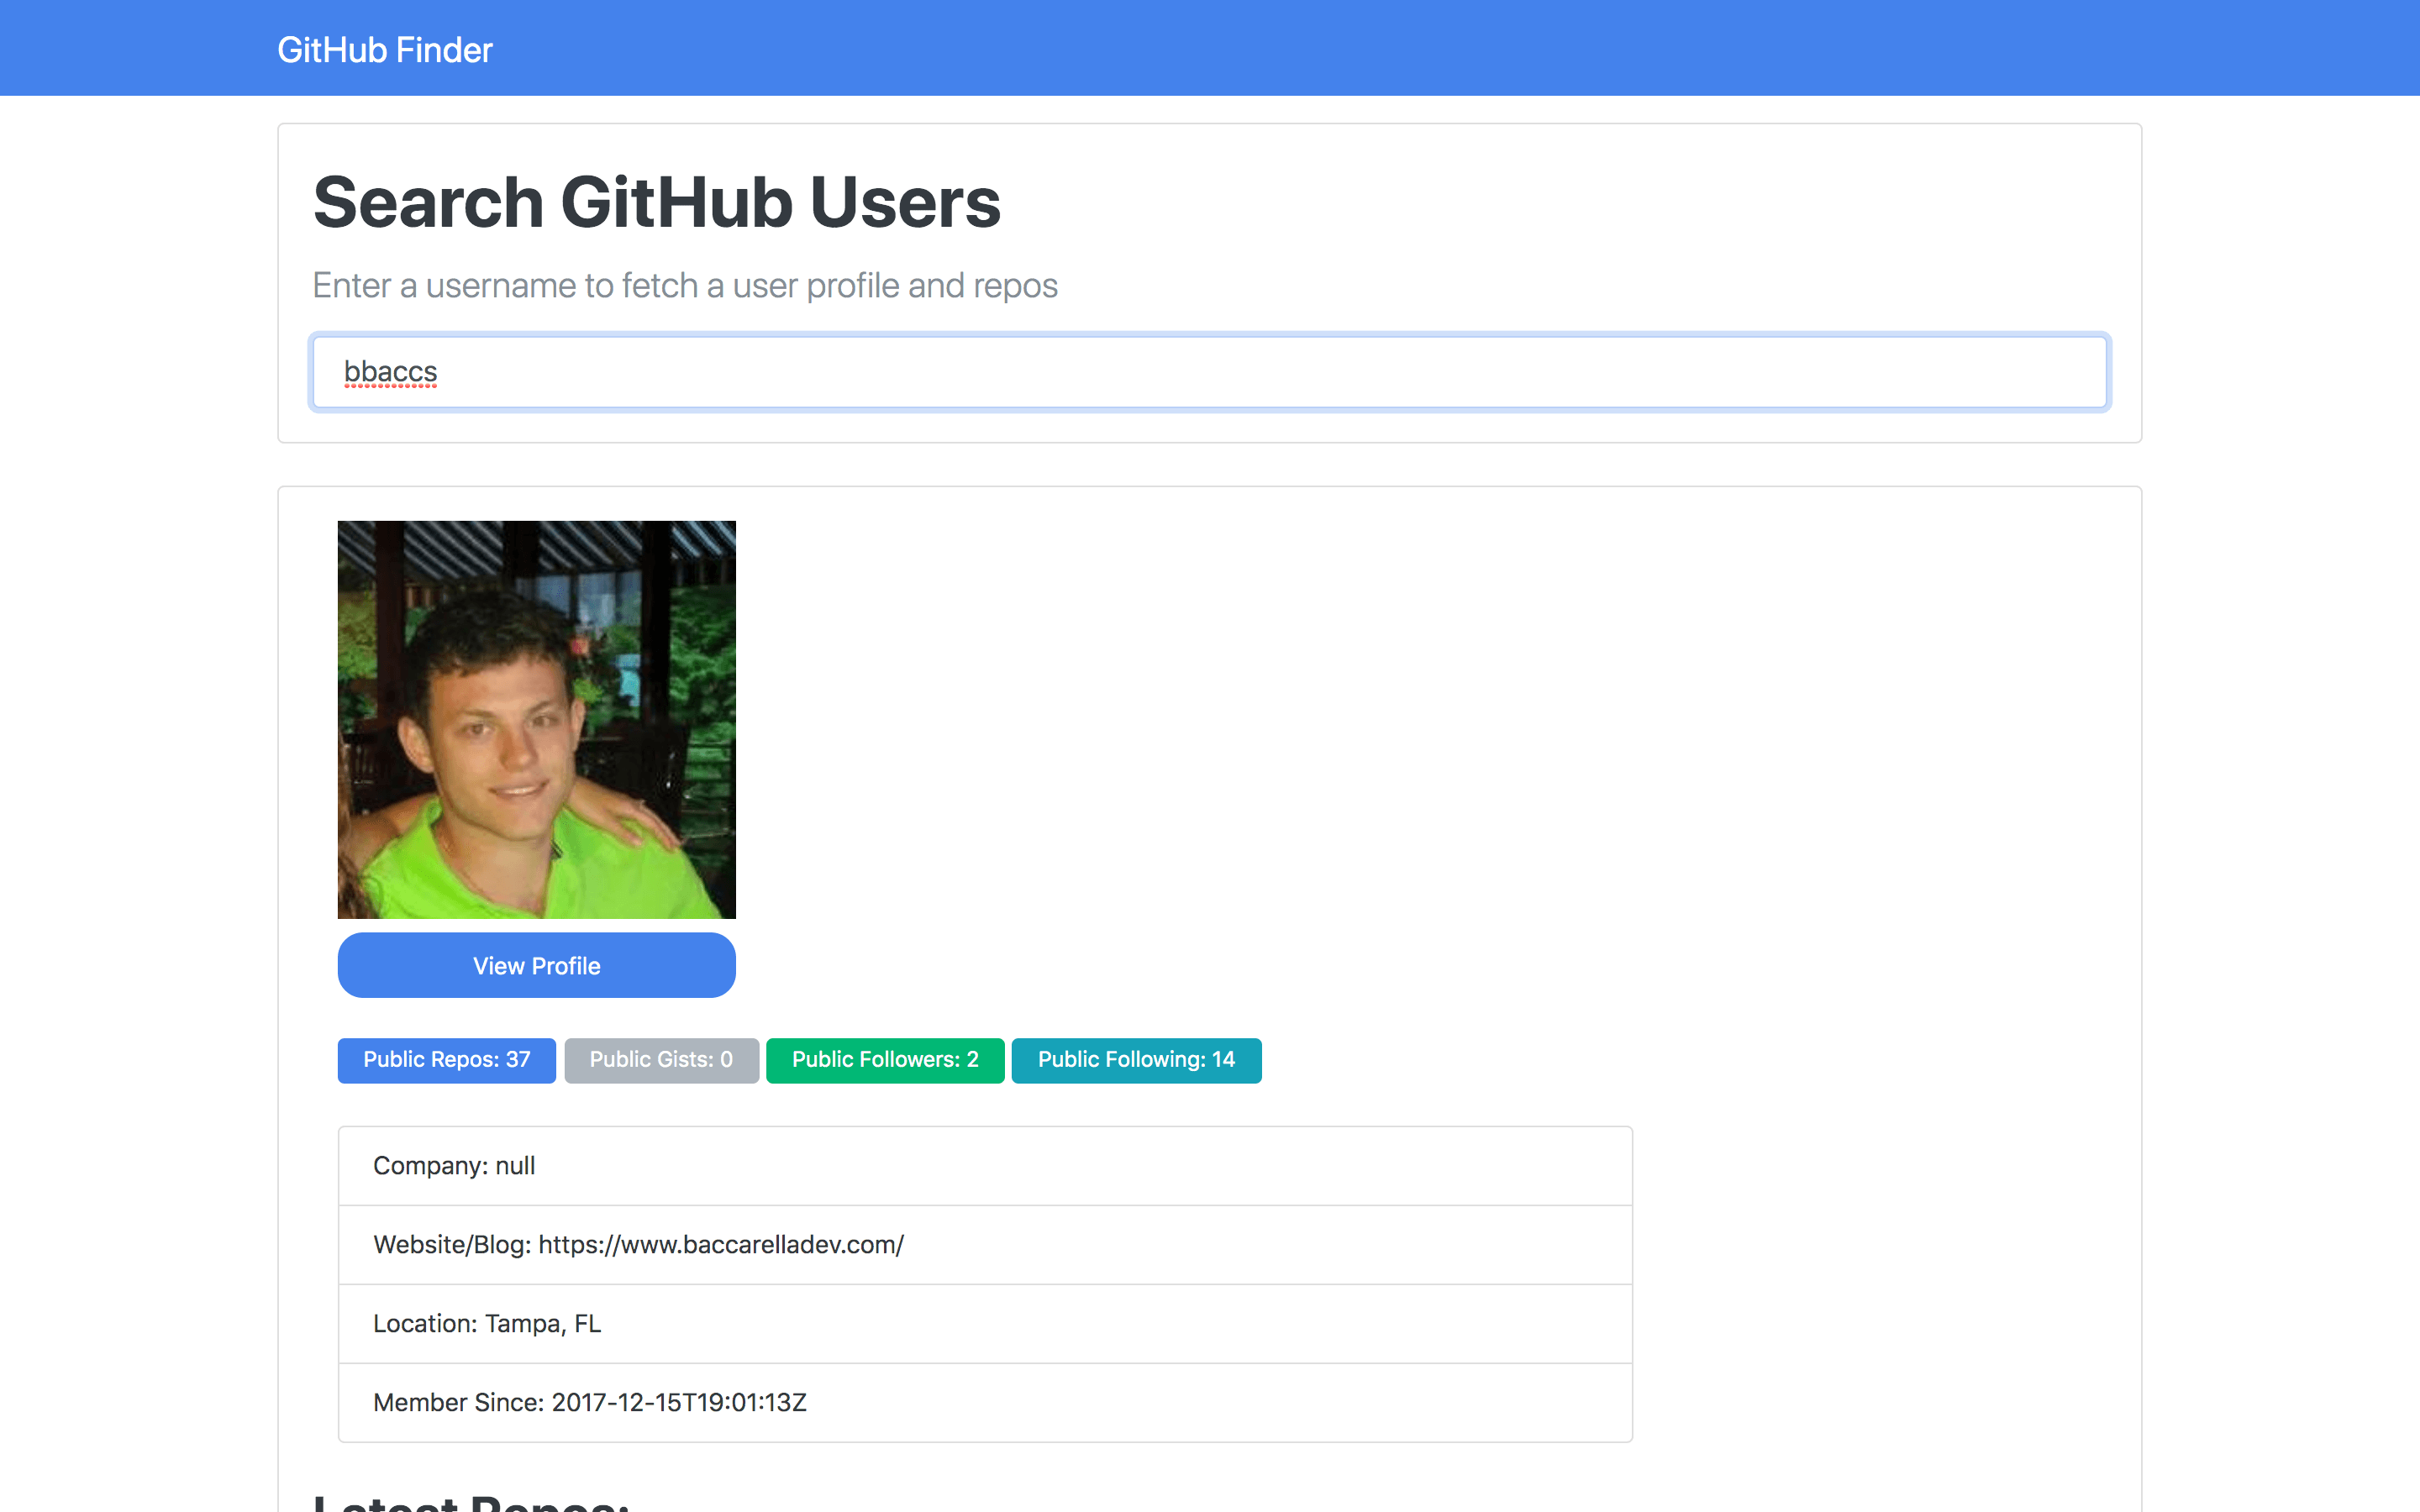 GitHub Finder
Search GitHub Users
Enter a username to fetch a user profile and repos
bbaccs
View Profile
Public Repos: 37 Public Gists: 0 Public Followers: 2 Public Following: 14
Company: null
Website/Blog: https://www.baccarelladev.com/
Location: Tampa, FL
Member Since: 2017-12-15T19:01:13Z
Latest Repos: